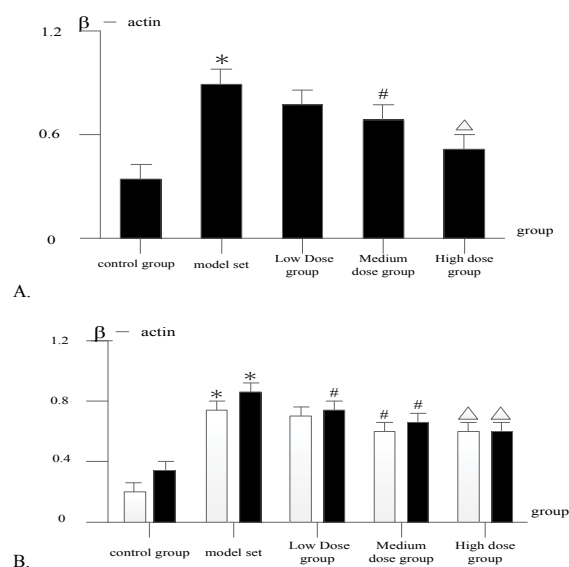 β — actin
1.2
*
#
△
0.6
0
group
control group
model set
Low Dose
group
Medium
dose group
High dose
group
A.
β — actin
1.2
*
*
#
#
#
△
△
0.8
0.4
0
group
control group
model set
Low Dose
group
Medium
dose group
High dose
group
B.